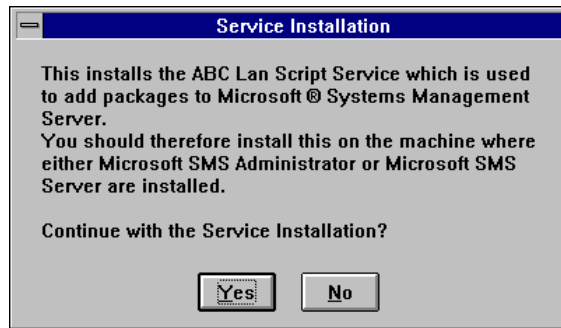 Service Installation
This installs the ABC Lan Script Service which is used
to add packages to Microsoft ® Systems Management
Server.
You should therefore install this on the machine where
either Microsoft SMS Administrator or Microsoft SMS
Server are installed.
Continue with the Service Installation?
Yes No